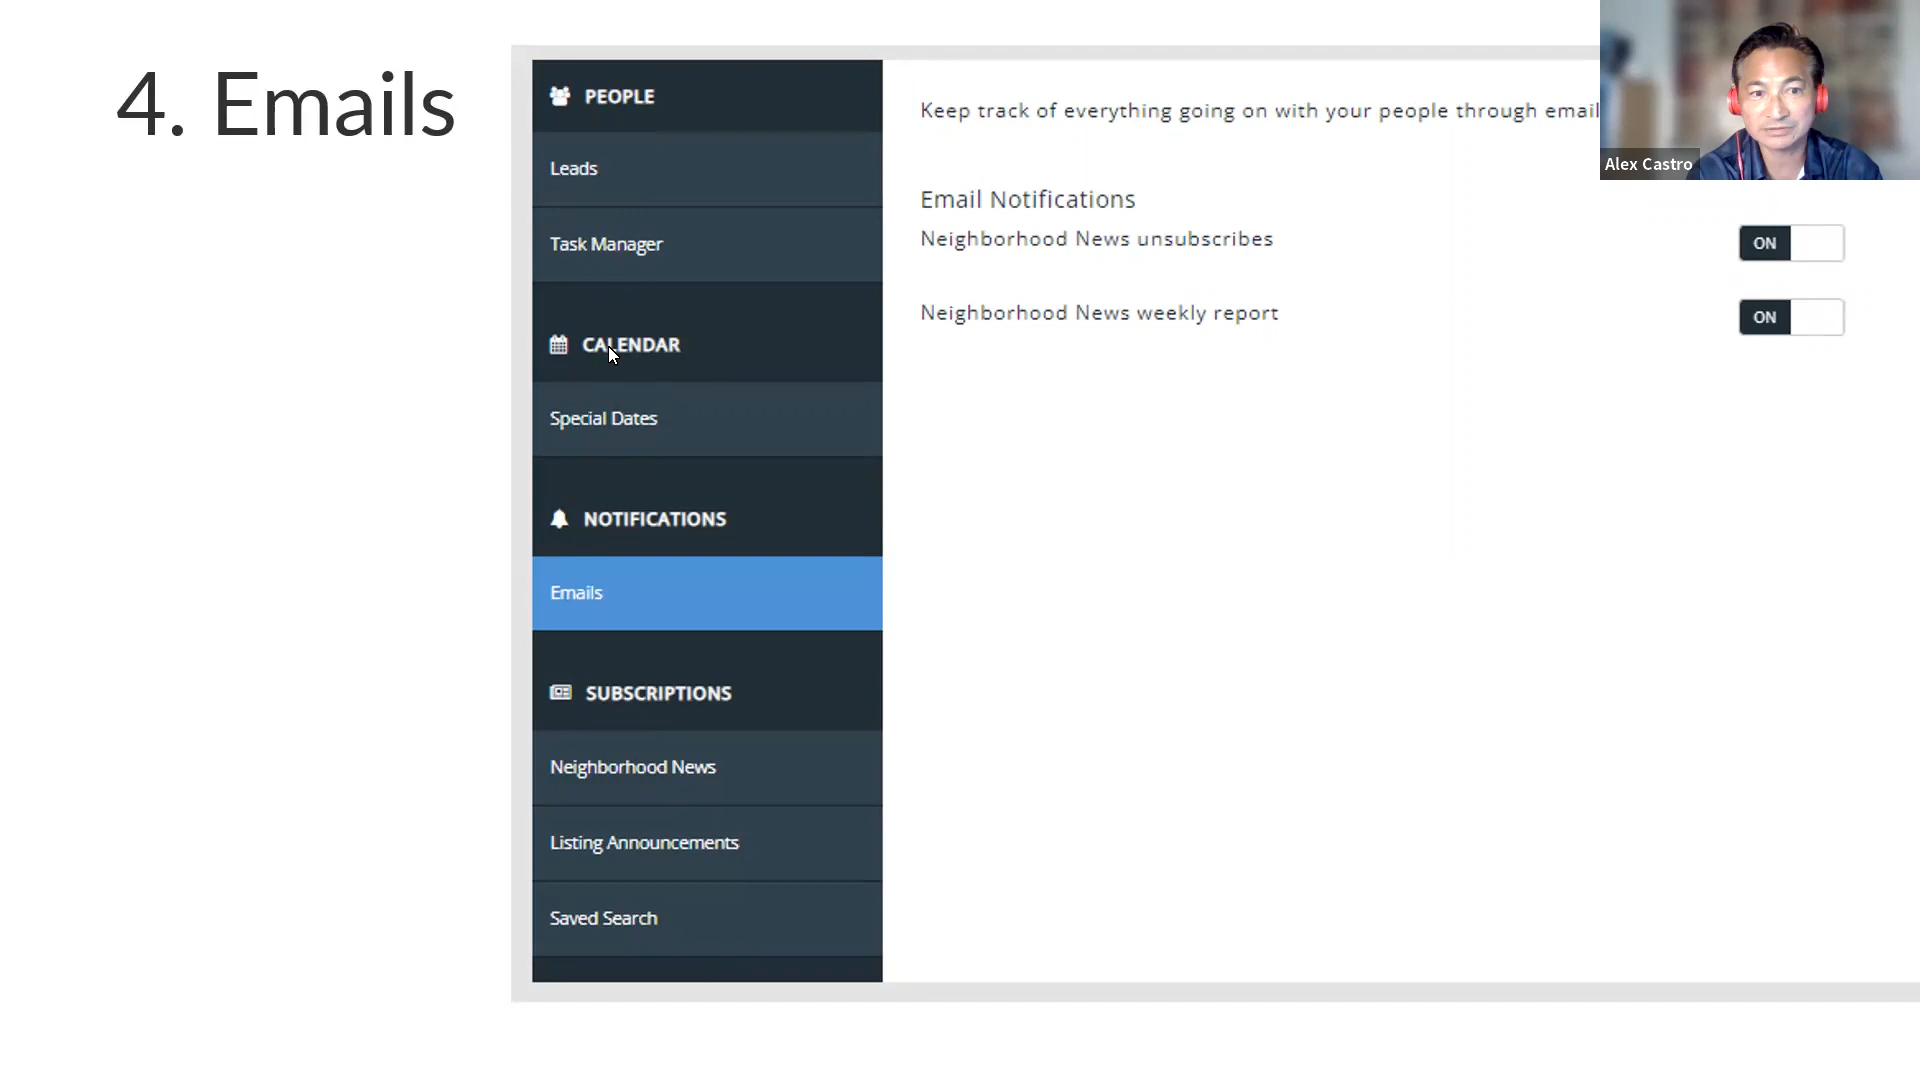 4. Emails
PEOPLE
Leads
Task Manager
CALENDAR
Special Dates
NOTIFICATIONS
Emails
SUBSCRIPTIONS
Neighborhood News
Listing Announcements
Saved Search
Keep track of everything going on with your people through email
Email Notifications
Neighborhood News unsubscribes
ON
Neighborhood News weekly report
ON
Alex Castro